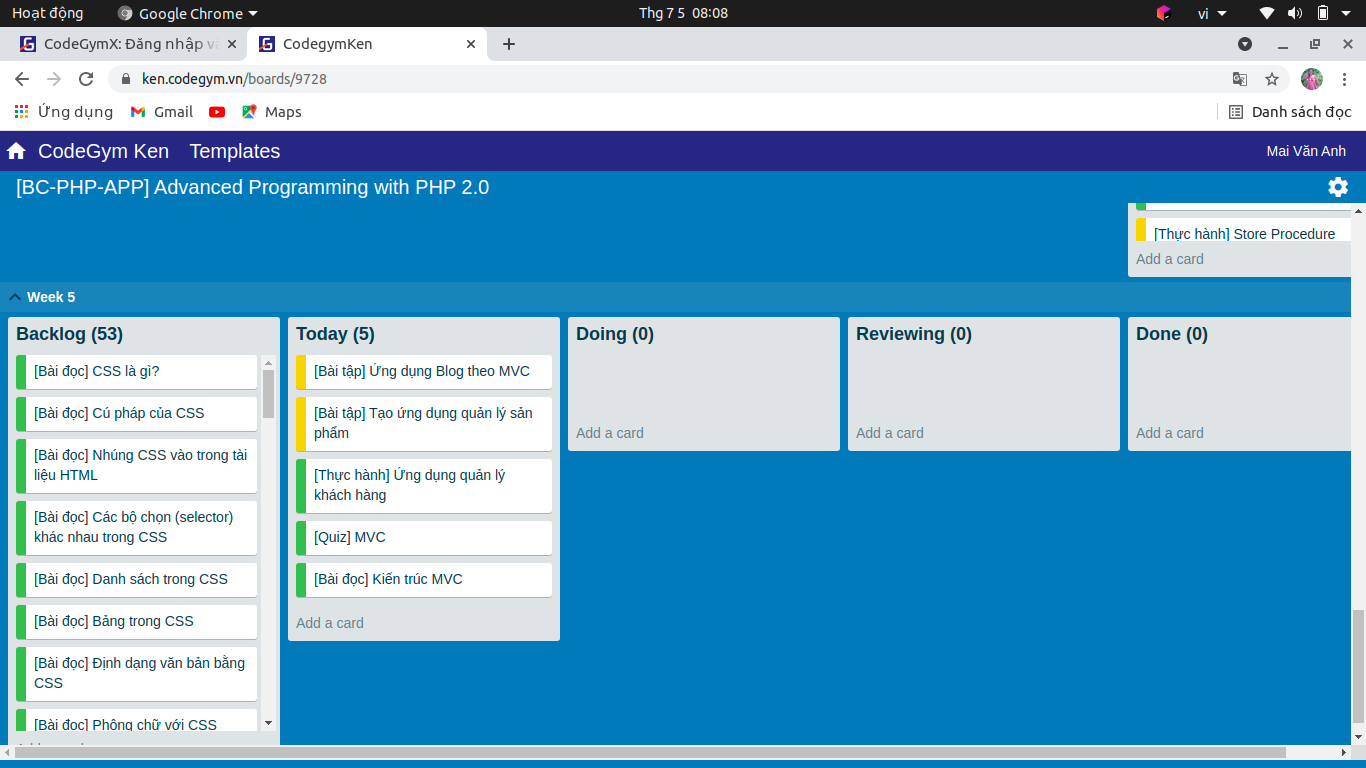 Hoạt động
Google Chrome
Thg 7 5 08:08
vi
CodeGymX: Đăng nhập và
CodegymKen
ken.codegym.vn/boards/9728
Ứng dụng
Gmail
Maps
Danh sách đọc
CodeGym Ken
Templates
Mai Văn Anh
[BC-PHP-APP] Advanced Programming with PHP 2.0
[Thực hành] Store Procedure
Add a card
Week 5
Backlog (53)
[Bài đọc] CSS là gì?
[Bài đọc] Cú pháp của CSS
[Bài đọc] Nhúng CSS vào trong tài
liệu HTML
[Bài đọc] Các bộ chọn (selector)
khác nhau trong CSS
[Bài đọc] Danh sách trong CSS
[Bài đọc] Bảng trong CSS
[Bài đọc] Định dạng văn bản bằng
CSS
[Bài đọc] Phông chữ với CSS
Add a card
Today (5)
[Bài tập] Ứng dụng Blog theo MVC
[Bài tập] Tạo ứng dụng quản lý sản
phẩm
[Thực hành] Ứng dụng quản lý
khách hàng
[Quiz] MVC
[Bài đọc] Kiến trúc MVC
Add a card
Doing (0)
Add a card
Reviewing (0)
Add a card
Done (0)
Add a card